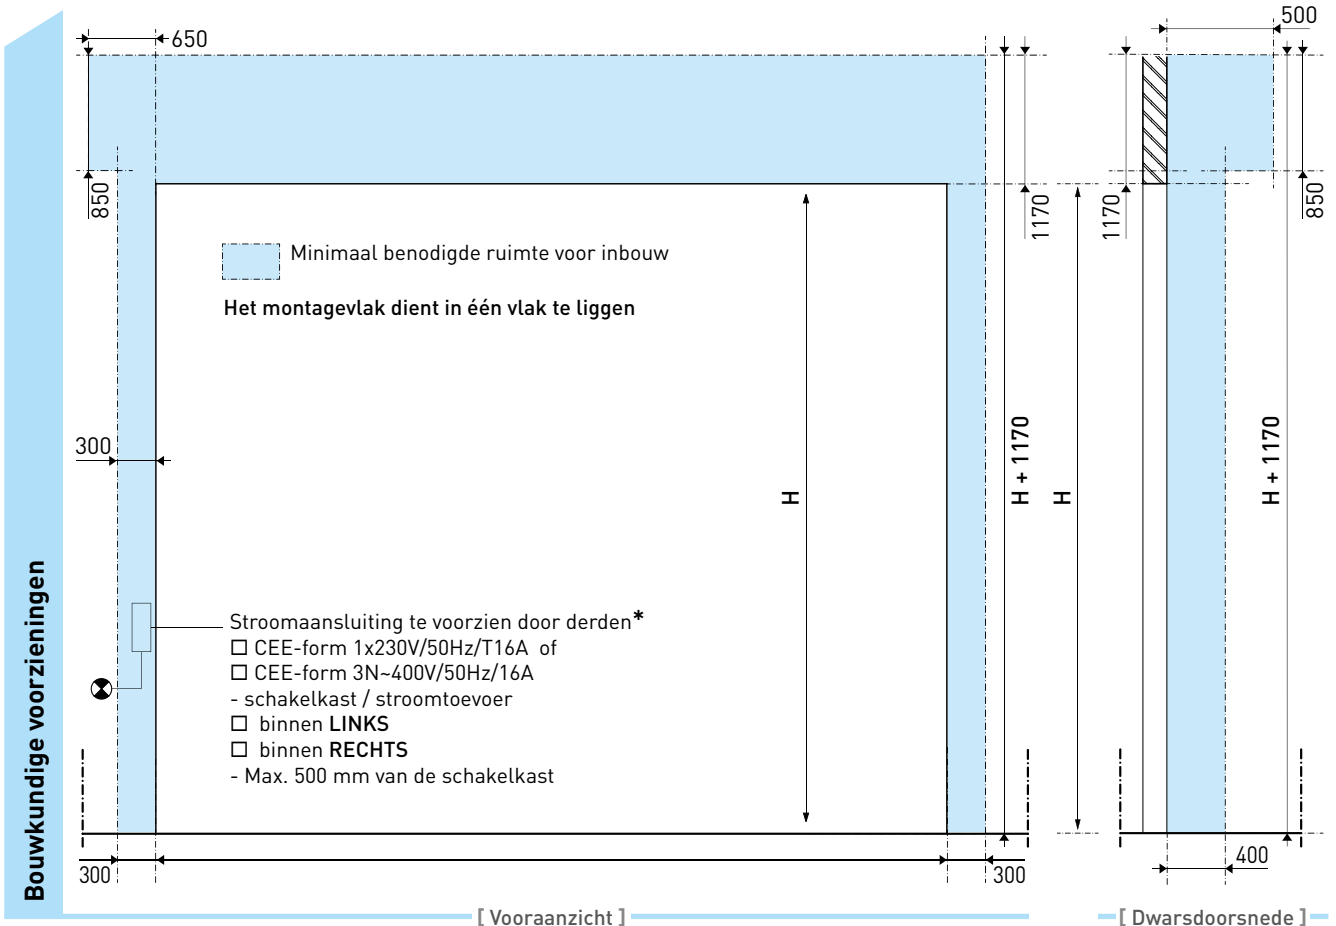 Bouwkundige voorzieningen
650
500
850
1170
1170
850
Minimaal benodigde ruimte voor inbouw
Het montagevlak dient in één vlak te liggen
300
H
H + 1170
H
H + 1170
Stroomaansluiting te voorzien door derden*
☐ CEE-form 1x230V/50Hz/T16A of
☐ CEE-form 3N~400V/50Hz/16A
- schakelkast / stroomtoevoer
☐ binnen LINKS
☐ binnen RECHTS
- Max. 500 mm van de schakelkast
300
300
400
[ Vooraanzicht ]
[ Dwarsdoorsnede ]